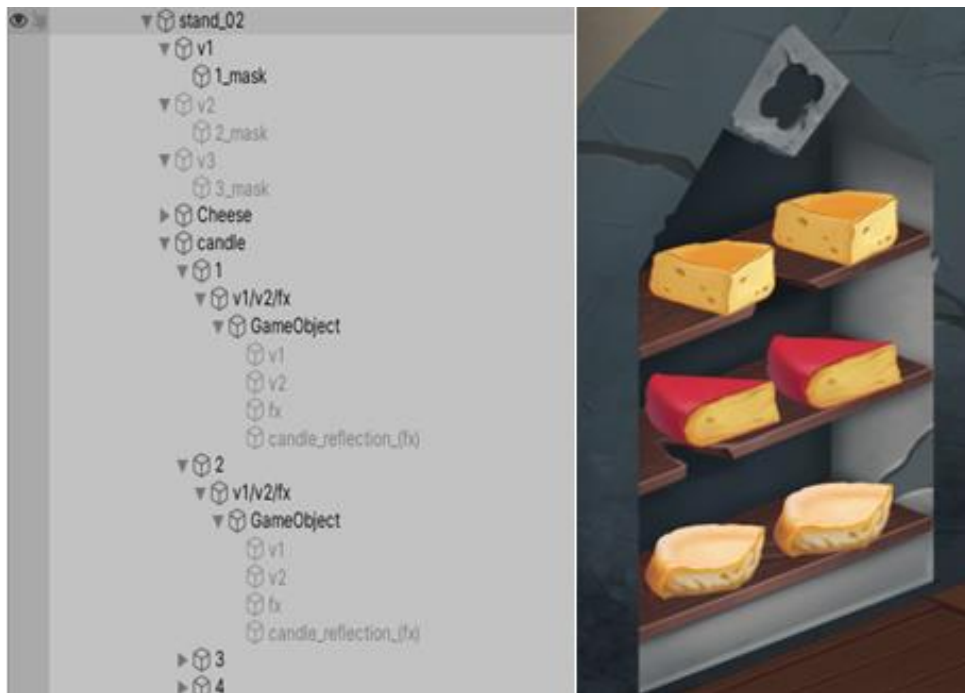 stand_02
v1
1_mask
v2
2_mask
v3
3_mask
Cheese
candle
1
v1/v2/fx
GameObject
v1
v2
fx
candle_reflection_(fx)
2
v1/v2/fx
GameObject
v1
v2
fx
candle_reflection_(fx)
3
4